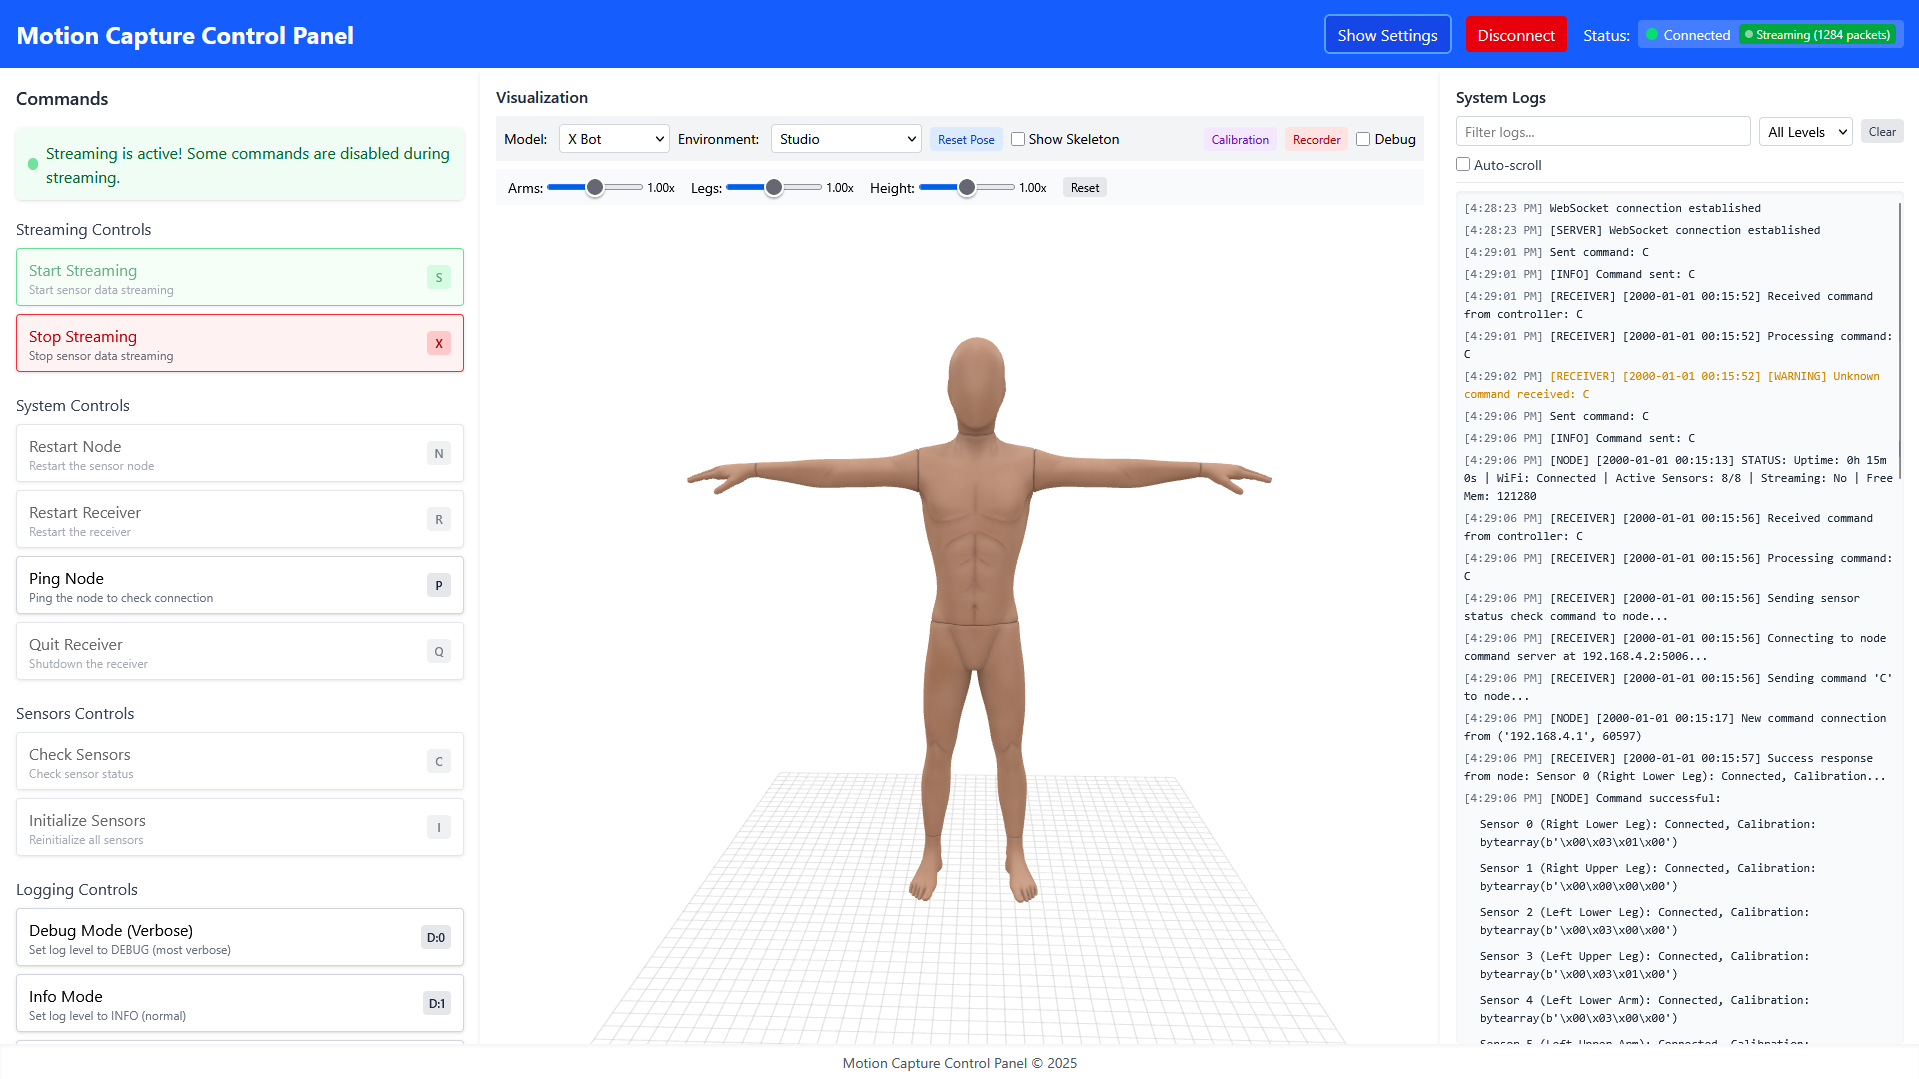 Motion Capture Control Panel
Show Settings
Disconnect
Status:
Connected
Streaming (1284 packets)
Commands
Streaming is active! Some commands are disabled during
streaming.
Streaming Controls
Start Streaming
Start sensor data streaming
S
Stop Streaming
Stop sensor data streaming
X
System Controls
Restart Node
Restart the sensor node
N
Restart Receiver
Restart the receiver
R
Ping Node
Ping the node to check connection
P
Quit Receiver
Shutdown the receiver
Q
Sensors Controls
Check Sensors
Check sensor status
C
Initialize Sensors
Reinitialize all sensors
I
Logging Controls
Debug Mode (Verbose)
Set log level to DEBUG (most verbose)
D:0
Info Mode
Set log level to INFO (normal)
D:1
Visualization
Model: X Bot Environment: Studio Reset Pose Show Skeleton Calibration Recorder Debug
Arms: 1.00x Legs: 1.00x Height: 1.00x Reset
System Logs
Filter logs...
All Levels
Clear
Auto-scroll
[4:28:23 PM] WebSocket connection established
[4:28:23 PM] [SERVER] WebSocket connection established
[4:29:01 PM] Sent command: C
[4:29:01 PM] [INFO] Command sent: C
[4:29:01 PM] [RECEIVER] [2000-01-01 00:15:52] Received command
from controller: C
[4:29:01 PM] [RECEIVER] [2000-01-01 00:15:52] Processing command:
C
[4:29:02 PM] [RECEIVER] [2000-01-01 00:15:52] [WARNING] Unknown
command received: C
[4:29:06 PM] Sent command: C
[4:29:06 PM] [INFO] Command sent: C
[4:29:06 PM] [NODE] [2000-01-01 00:15:13] STATUS: Uptime: 0h 15m
0s | WiFi: Connected | Active Sensors: 8/8 | Streaming: No | Free
Mem: 121280
[4:29:06 PM] [RECEIVER] [2000-01-01 00:15:56] Received command
from controller: C
[4:29:06 PM] [RECEIVER] [2000-01-01 00:15:56] Processing command:
C
[4:29:06 PM] [RECEIVER] [2000-01-01 00:15:56] Sending sensor
status check command to node...
[4:29:06 PM] [RECEIVER] [2000-01-01 00:15:56] Connecting to node
command server at 192.168.4.2:5006...
[4:29:06 PM] [RECEIVER] [2000-01-01 00:15:56] Sending command 'C'
to node...
[4:29:06 PM] [NODE] [2000-01-01 00:15:17] New command connection
from ('192.168.4.1', 60597)
[4:29:06 PM] [RECEIVER] [2000-01-01 00:15:57] Success response
from node: Sensor 0 (Right Lower Leg): Connected, Calibration...
[4:29:06 PM] [NODE] Command successful:
Sensor 0 (Right Lower Leg): Connected, Calibration:
bytearray(b'\x00\x03\x01\x00')
Sensor 1 (Right Upper Leg): Connected, Calibration:
bytearray(b'\x00\x00\x00\x00')
Sensor 2 (Left Lower Leg): Connected, Calibration:
bytearray(b'\x00\x03\x00\x00')
Sensor 3 (Left Upper Leg): Connected, Calibration:
bytearray(b'\x00\x03\x01\x00')
Sensor 4 (Left Lower Arm): Connected, Calibration:
bytearray(b'\x00\x03\x00\x00')
Sensor 5 (Left Upper Arm): Connected, Calibration:
Motion Capture Control Panel © 2025